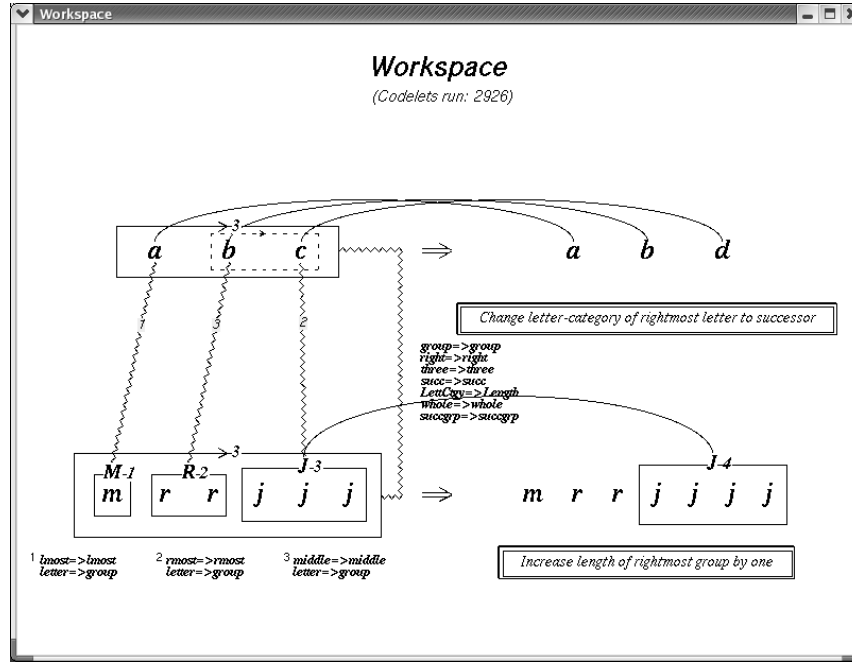 Workspace
Workspace
(Codelets run: 2926)
3
a b c ⇒ a b d
1 3 2
Change letter-category of rightmost letter to successor
group=>group
right=>right
three=>three
succ=>succ
LettCtgy=>Length
whole=>whole
succgrp=>succgrp
3
M-1 R-2 J-3 J-4
m r r j j j ⇒ m r r j j j j
1 lmost=>lmost 2 rmost=>rmost 3 middle=>middle
letter=>group letter=>group letter=>group
Increase length of rightmost group by one